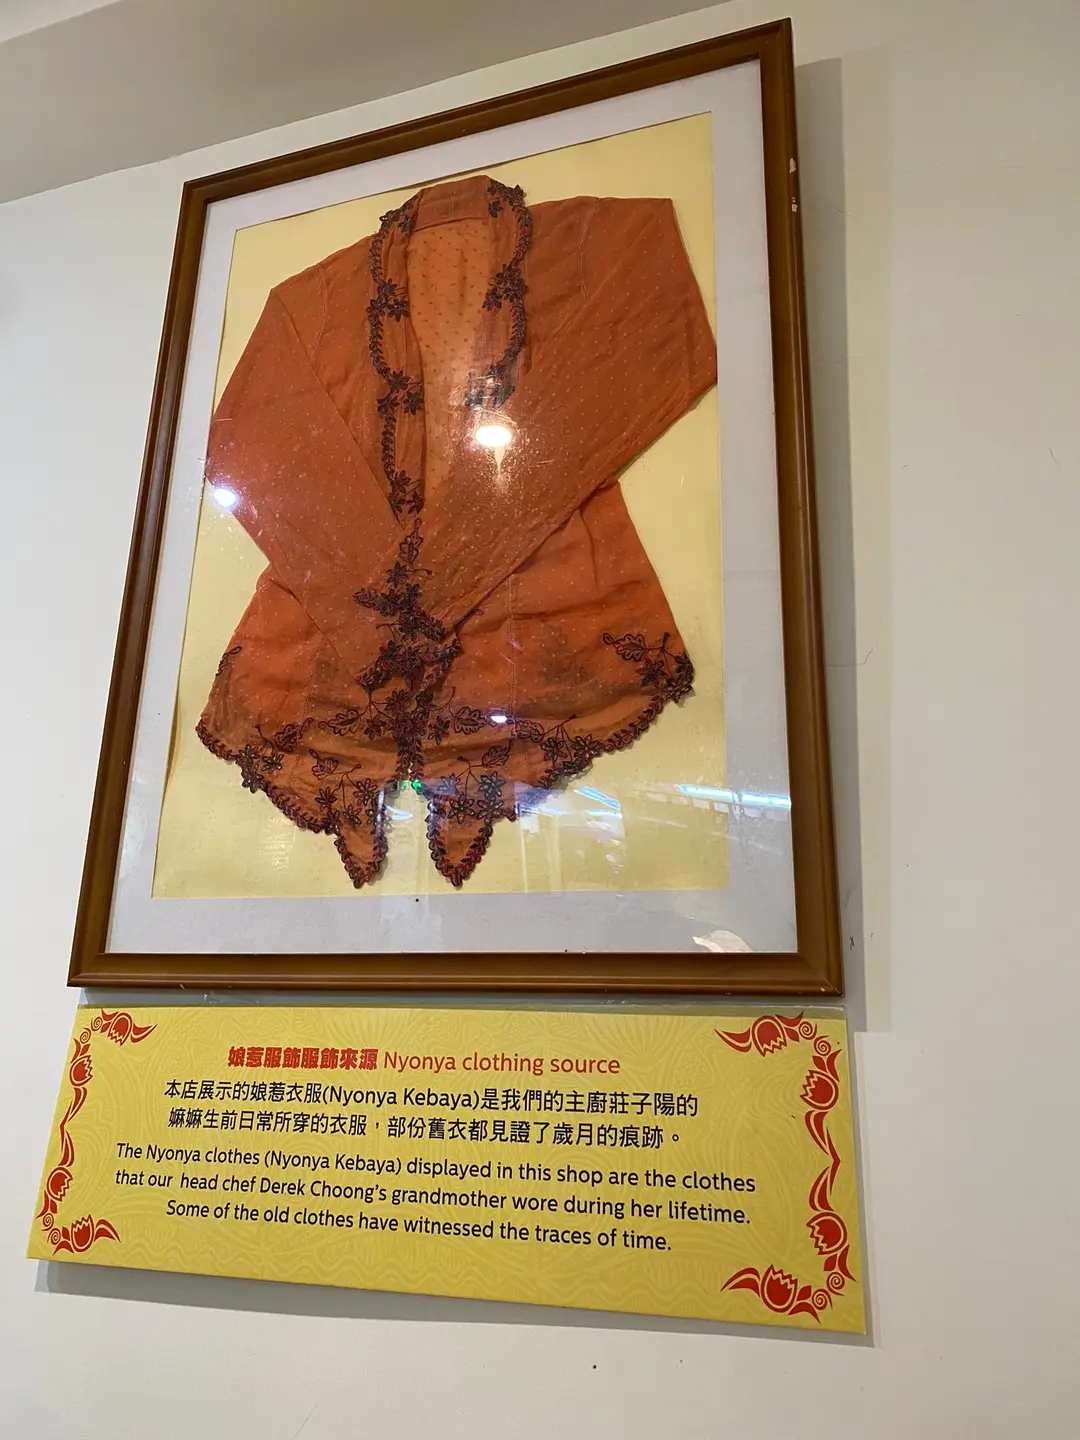 娘惹服飾服飾來源 Nyonya clothing source
本店展示的娘惹衣服(Nyonya Kebaya)是我們的主廚莊子陽的
嫲嫲生前日常所穿的衣服，部份舊衣都見證了歲月的痕跡。
The Nyonya clothes (Nyonya Kebaya) displayed in this shop are the clothes
that our head chef Derek Choong's grandmother wore during her lifetime.
Some of the old clothes have witnessed the traces of time.